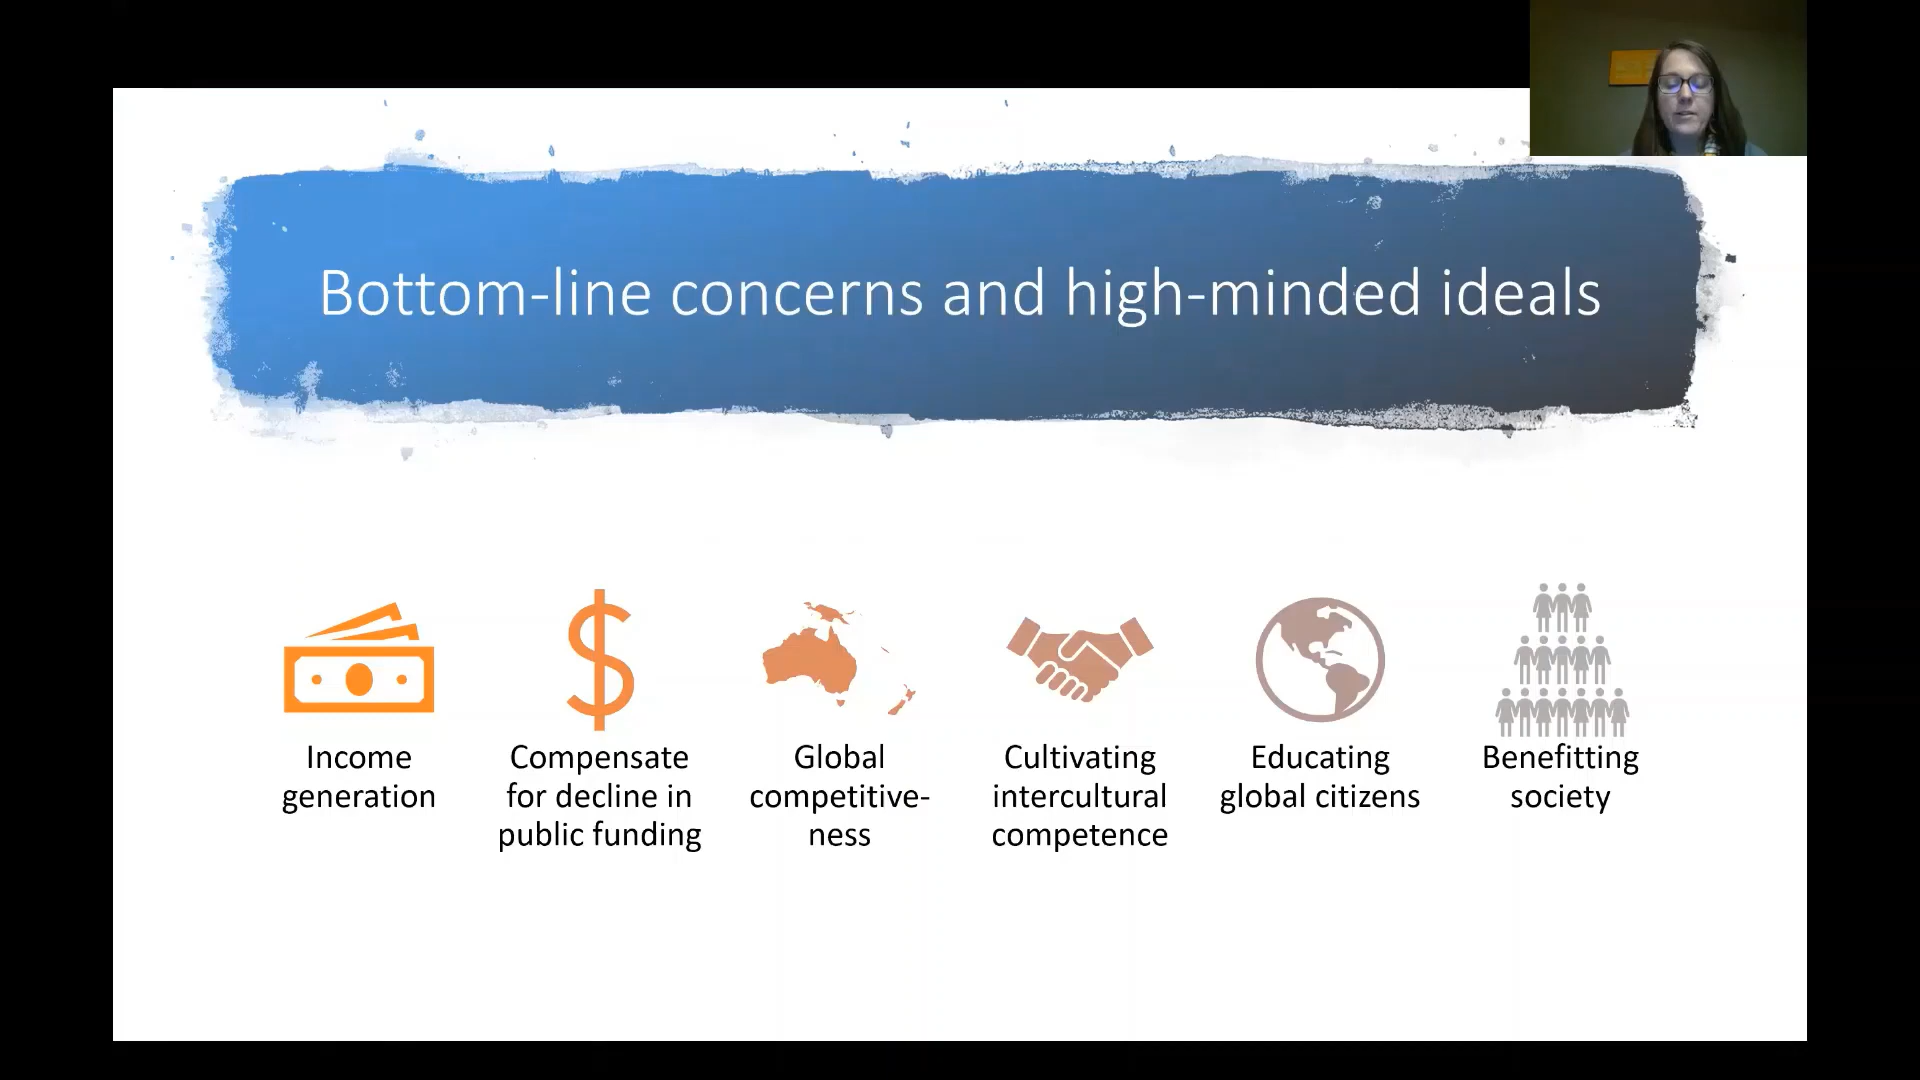 Bottom-line concerns and high-minded ideals
Income
generation
Compensate
for decline in
public funding
Global
competitive-
ness
Cultivating
intercultural
competence
Educating
global citizens
Benefitting
society